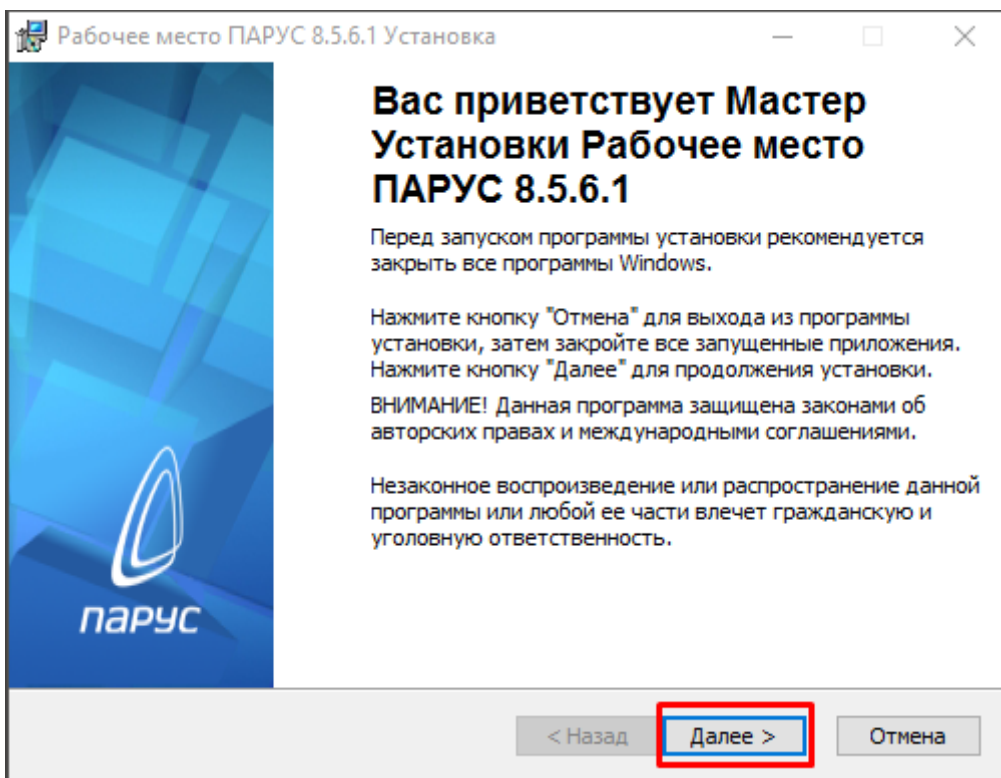 Рабочее место ПАРУС 8.5.6.1 Установка
Вас приветствует Мастер
Установки Рабочее место
ПАРУС 8.5.6.1
Перед запуском программы установки рекомендуется
закрыть все программы Windows.
Нажмите кнопку "Отмена" для выхода из программы
установки, затем закройте все запущенные приложения.
Нажмите кнопку "Далее" для продолжения установки.
ВНИМАНИЕ! Данная программа защищена законами об
авторских правах и международными соглашениями.
Незаконное воспроизведение или распространение данной
программы или любой ее части влечет гражданскую и
уголовную ответственность.
парус
< Назад
Далее >
Отмена